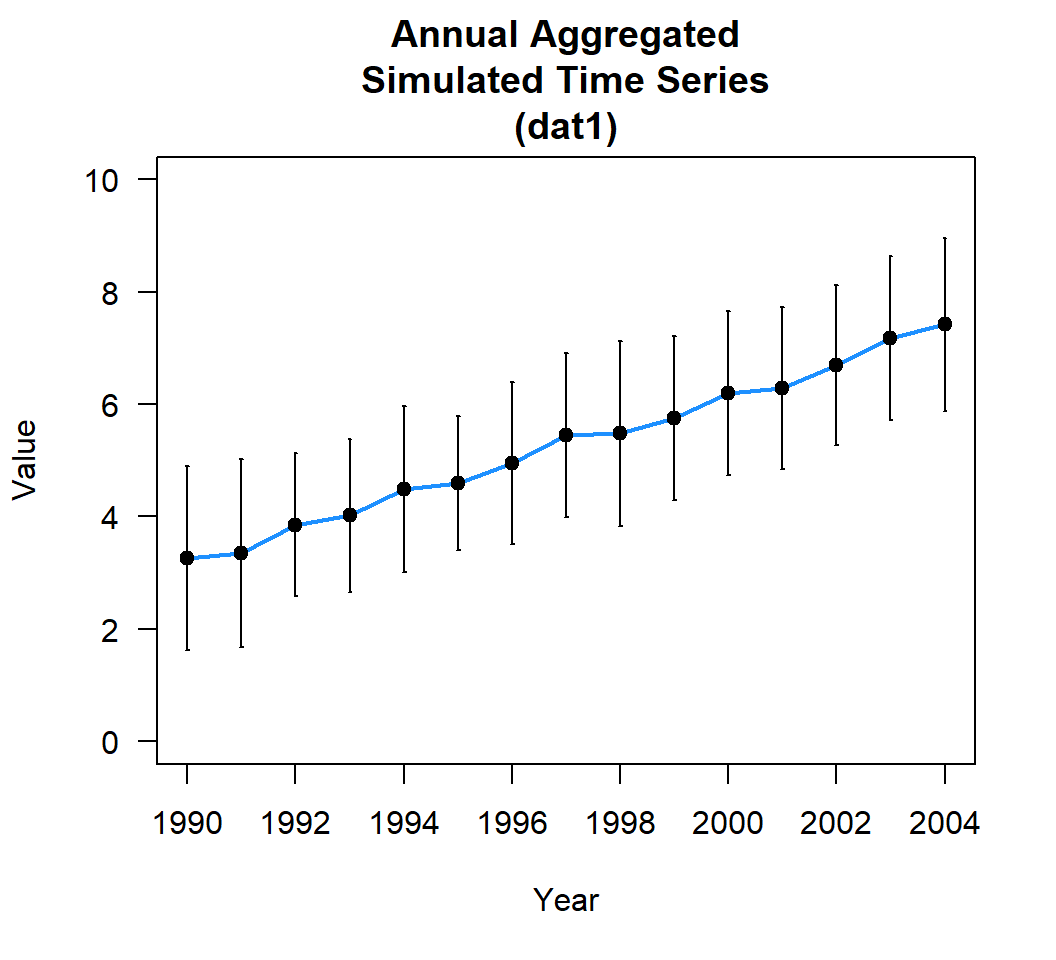 Annual Aggregated
Simulated Time Series
(dat1)
10
8
6
4
2
0
Value
1990 1992 1994 1996 1998 2000 2002 2004
Year